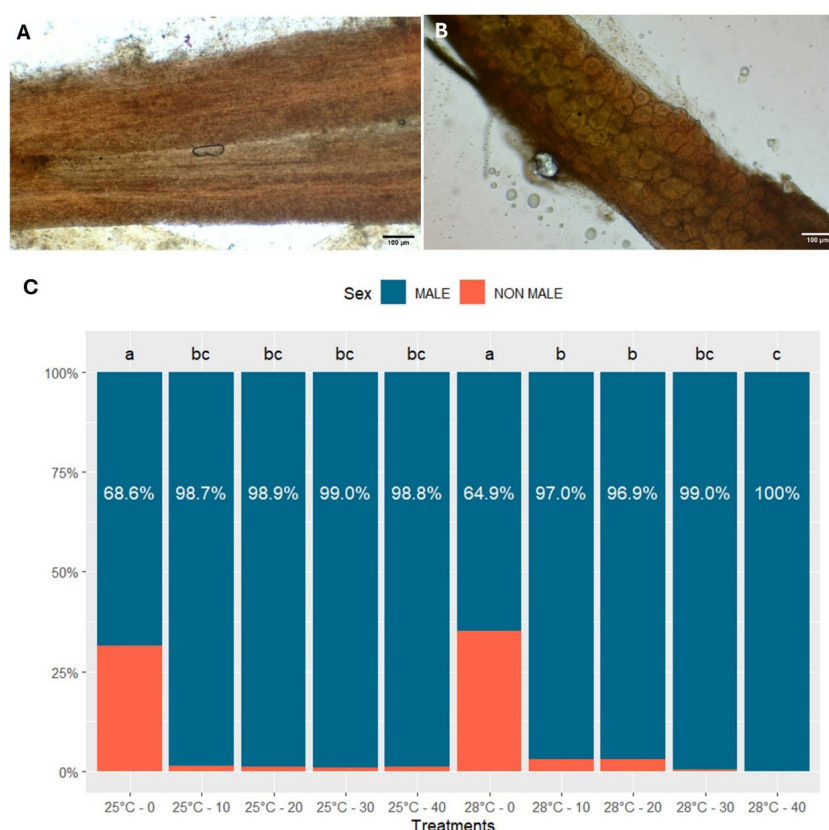 A
B
100 µm
100 µm
C
Sex MALE NON MALE
a bc bc bc bc a b b bc c
100%
75%
68.6% 98.7% 98.9% 99.0% 98.8% 64.9% 97.0% 96.9% 99.0% 100%
50%
25%
0%
25°C - 0 25°C - 10 25°C - 20 25°C - 30 25°C - 40 28°C - 0 28°C - 10 28°C - 20 28°C - 30 28°C - 40
Treatments